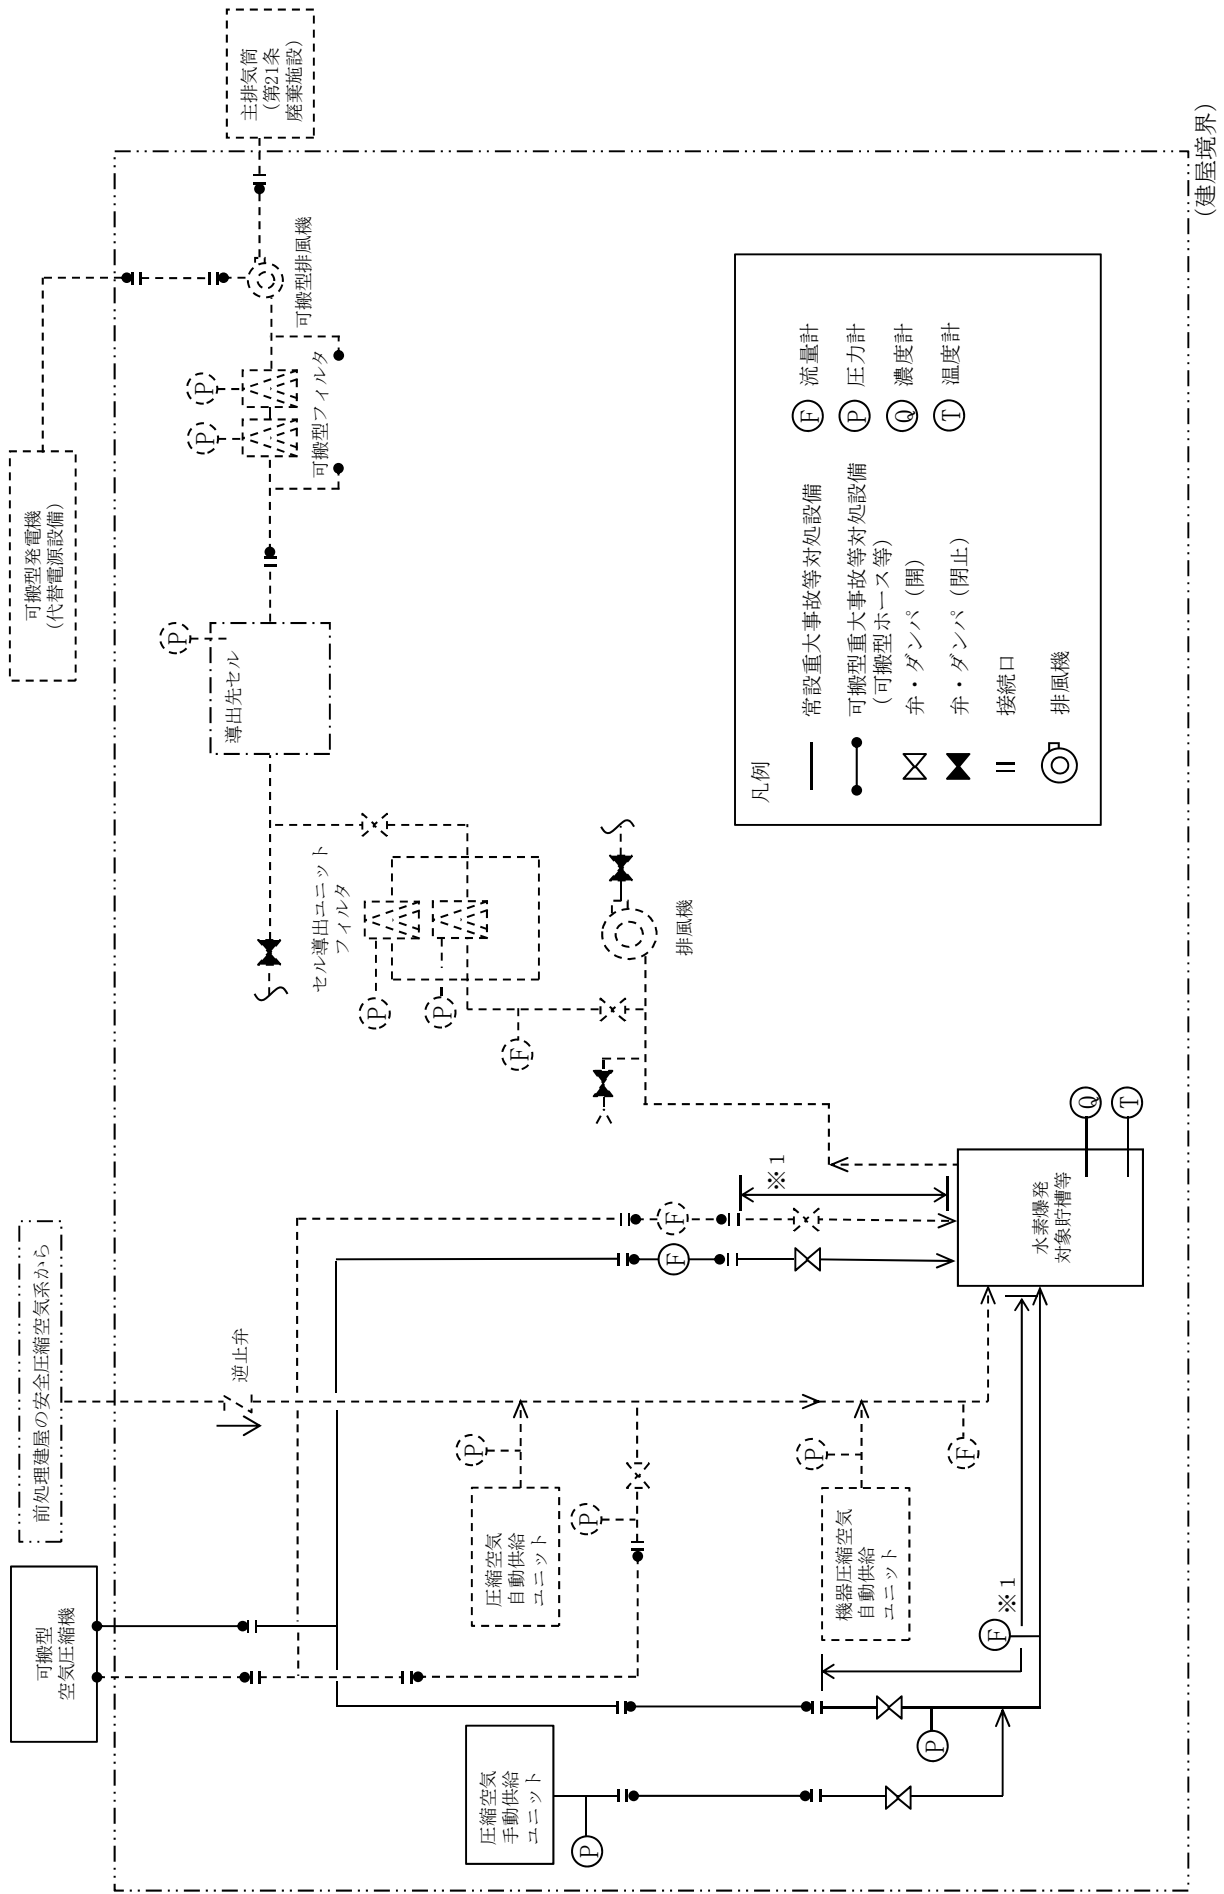 主排気筒
(第21条
廃棄施設)
(建屋境界)
可搬型発電機
(代替電源設備)
可搬型排風機
P
P
可搬型フィルタ
P
導出先セル
セル導出ユニット
フィルタ
P
P
F
排風機
前処理建屋の安全圧縮空気系から
逆止弁
可搬型
空気圧縮機
F
F
※1
水素爆発
対象貯槽等
Q
T
P
圧縮空気
自動供給
ユニット
P
P
機器圧縮空気
自動供給
ユニット
F
F
※1
圧縮空気
手動供給
ユニット
P
P
凡例
常設重大事故等対処設備
可搬型重大事故等対処設備
(可搬型ホース等)
弁・ダンパ(開)
弁・ダンパ(閉止)
接続口
排風機
F 流量計
P 圧力計
Q 濃度計
T 温度計